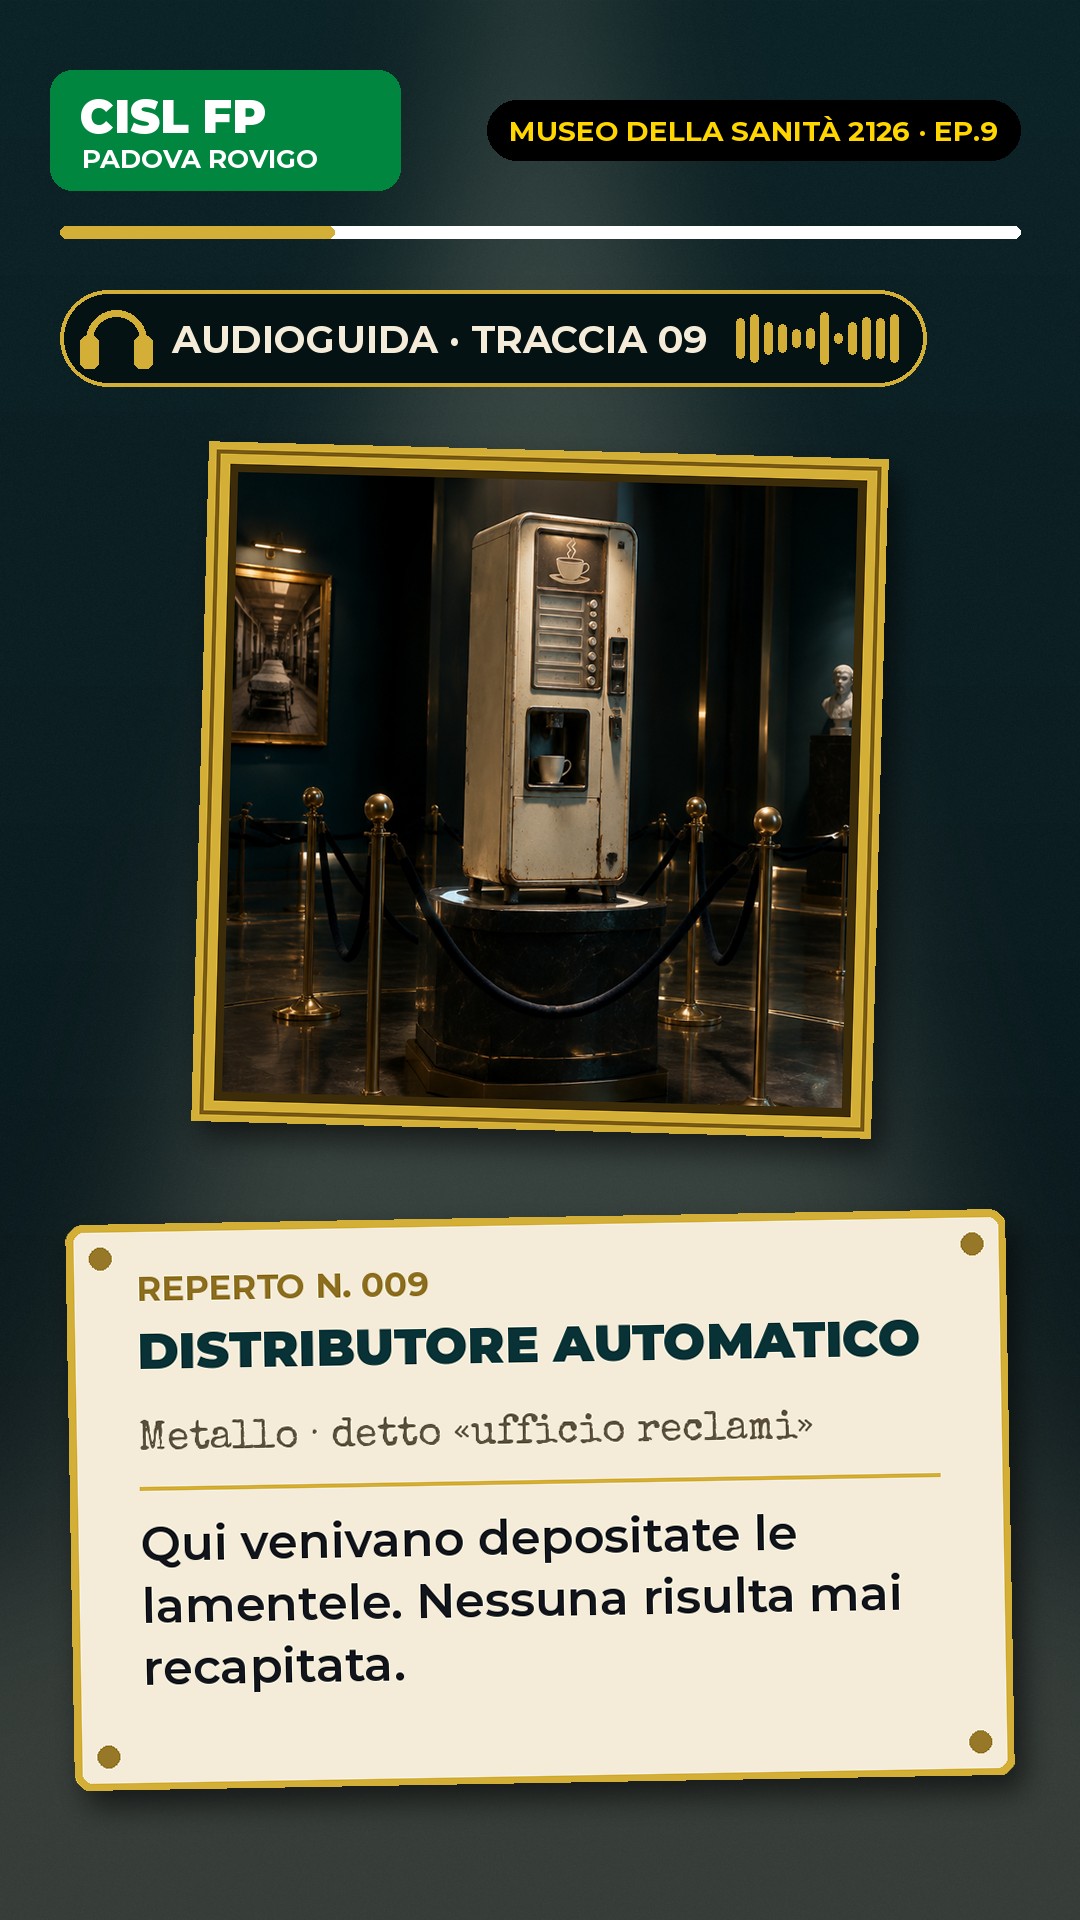 CISL FP
PADOVA ROVIGO
MUSEO DELLA SANITÀ 2126 · EP.9
AUDIOGUIDA · TRACCIA 09
REPERTO N. 009
DISTRIBUTORE AUTOMATICO
Metallo · detto «ufficio reclami»
Qui venivano depositate le
lamentele. Nessuna risulta mai
recapitata.